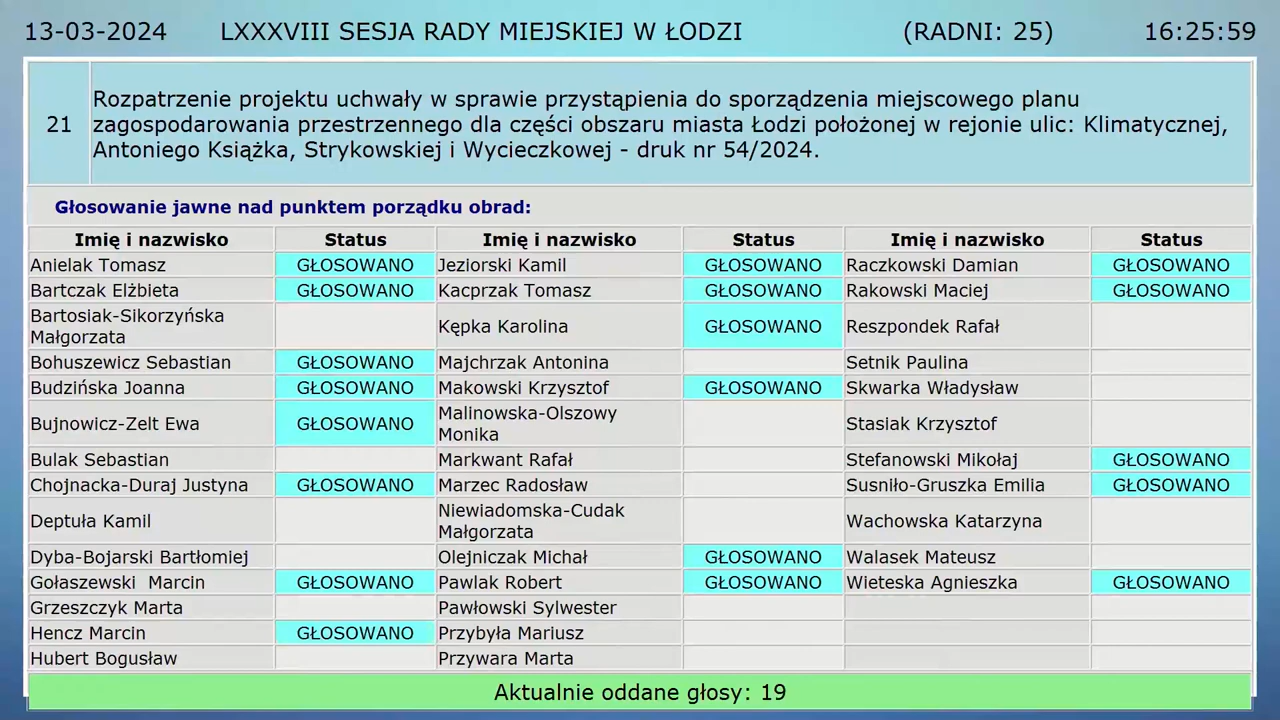 13-03-2024 LXXXVIII SESJA RADY MIEJSKIEJ W ŁODZI (RADNI: 25) 16:25:59
Rozpatrzenie projektu uchwały w sprawie przystąpienia do sporządzenia miejscowego planu
21 zagospodarowania przestrzennego dla części obszaru miasta Łodzi położonej w rejonie ulic: Klimatycznej,
Antoniego Książka, Strykowskiej i Wycieczkowej - druk nr 54/2024.
Głosowanie jawne nad punktem porządku obrad:
Imię i nazwisko Status Imię i nazwisko Status Imię i nazwisko Status
Anielak Tomasz GŁOSOWANO Jeziorski Kamil GŁOSOWANO Raczkowski Damian GŁOSOWANO
Bartczak Elżbieta GŁOSOWANO Kacprzak Tomasz GŁOSOWANO Rakowski Maciej GŁOSOWANO
Bartosiak-Sikorzyńska
Małgorzata Kępka Karolina GŁOSOWANO Reszpondek Rafał
Bohuszewicz Sebastian GŁOSOWANO Majchrzak Antonina Setnik Paulina
Budzińska Joanna GŁOSOWANO Makowski Krzysztof GŁOSOWANO Skwarka Władysław
Bujnowicz-Zelt Ewa GŁOSOWANO Malinowska-Olszowy
Monika Stasiak Krzysztof
Bulak Sebastian Markwant Rafał Stefanowski Mikołaj GŁOSOWANO
Chojnacka-Duraj Justyna GŁOSOWANO Marzec Radosław Susniło-Gruszka Emilia GŁOSOWANO
Deptuła Kamil Niewiadomska-Cudak
Małgorzata Wachowska Katarzyna
Dyba-Bojarski Bartłomiej Olejniczak Michał GŁOSOWANO Walasek Mateusz
Gołaszewski  Marcin GŁOSOWANO Pawlak Robert GŁOSOWANO Wieteska Agnieszka GŁOSOWANO
Grzeszczyk Marta Pawłowski Sylwester
Hencz Marcin GŁOSOWANO Przybyła Mariusz
Hubert Bogusław Przywara Marta
Aktualnie oddane głosy: 19